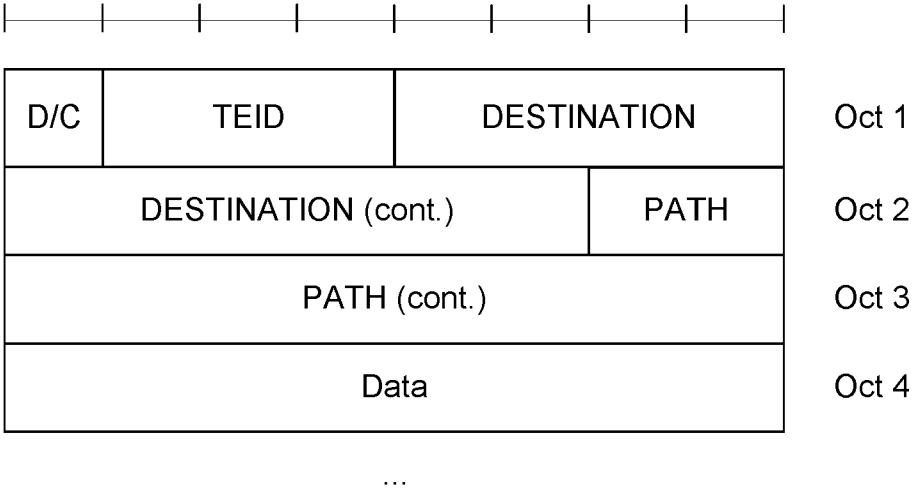 D/C TEID DESTINATION Oct 1
DESTINATION (cont.) PATH Oct 2
PATH (cont.) Oct 3
Data Oct 4
...